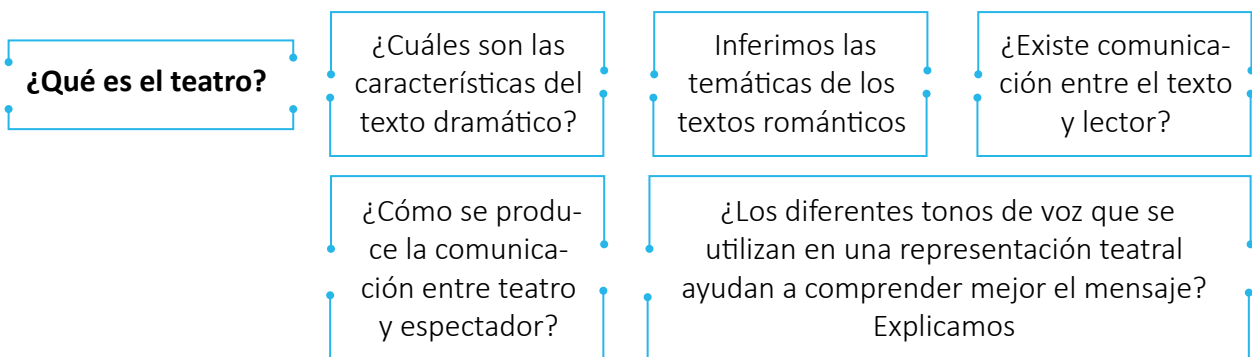 ¿Qué es el teatro?
¿Cuáles son las
características del
texto dramático?
Inferimos las
temáticas de los
textos románticos
¿Existe comunica-
ción entre el texto
y lector?
¿Cómo se produ-
ce la comunica-
ción entre teatro
y espectador?
¿Los diferentes tonos de voz que se
utilizan en una representación teatral
ayudan a comprender mejor el mensaje?
Explicamos